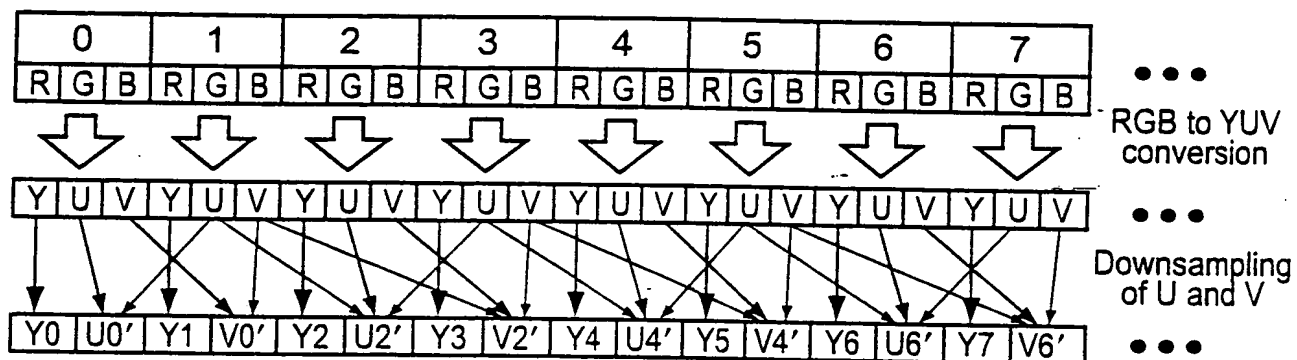 0 1 2 3 4 5 6 7
R G B R G B R G B R G B R G B R G B R G B R G B
RGB to YUV
conversion
Y U V Y U V Y U V Y U V Y U V Y U V Y U V Y U V
Downsampling
of U and V
Y0 U0′ Y1 V0′ Y2 U2′ Y3 V2′ Y4 U4′ Y5 V4′ Y6 U6′ Y7 V6′